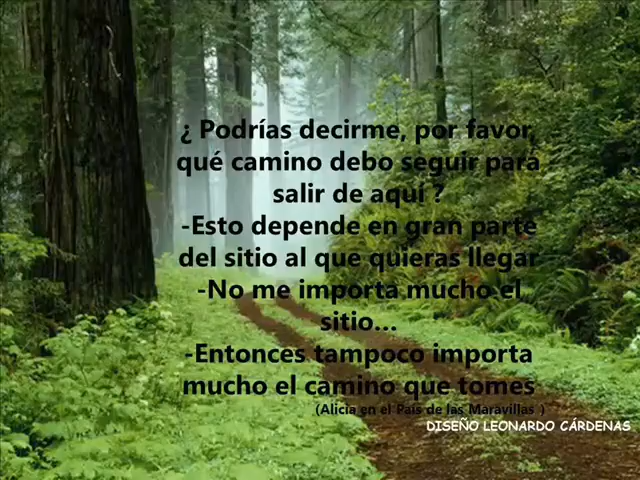 ¿ Podrías decirme, por favor,
qué camino debo seguir para
salir de aquí ?
-Esto depende en gran parte
del sitio al que quieras llegar
-No me importa mucho el
sitio...
-Entonces tampoco importa
mucho el camino que tomes
(Alicia en el País de las Maravillas )
DISEÑO LEONARDO CÁRDENAS